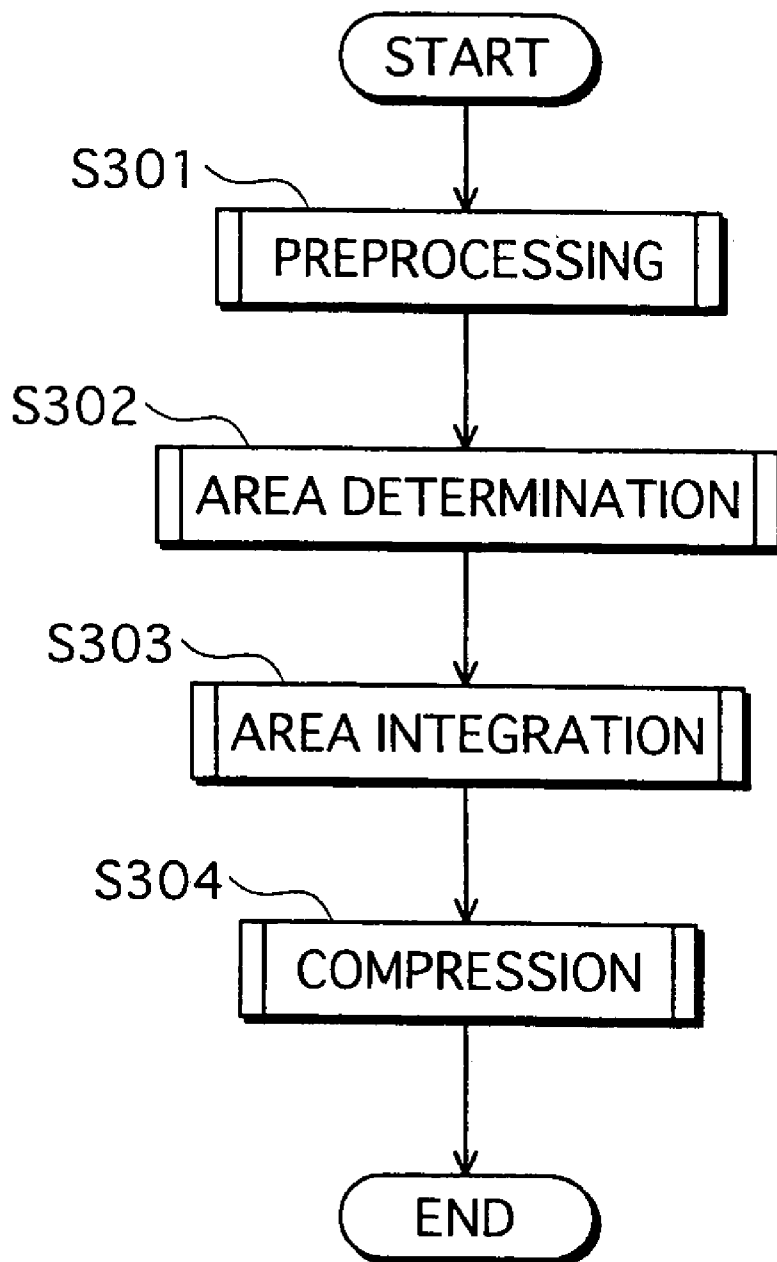 START
S301
PREPROCESSING
S302
AREA DETERMINATION
S303
AREA INTEGRATION
S304
COMPRESSION
END